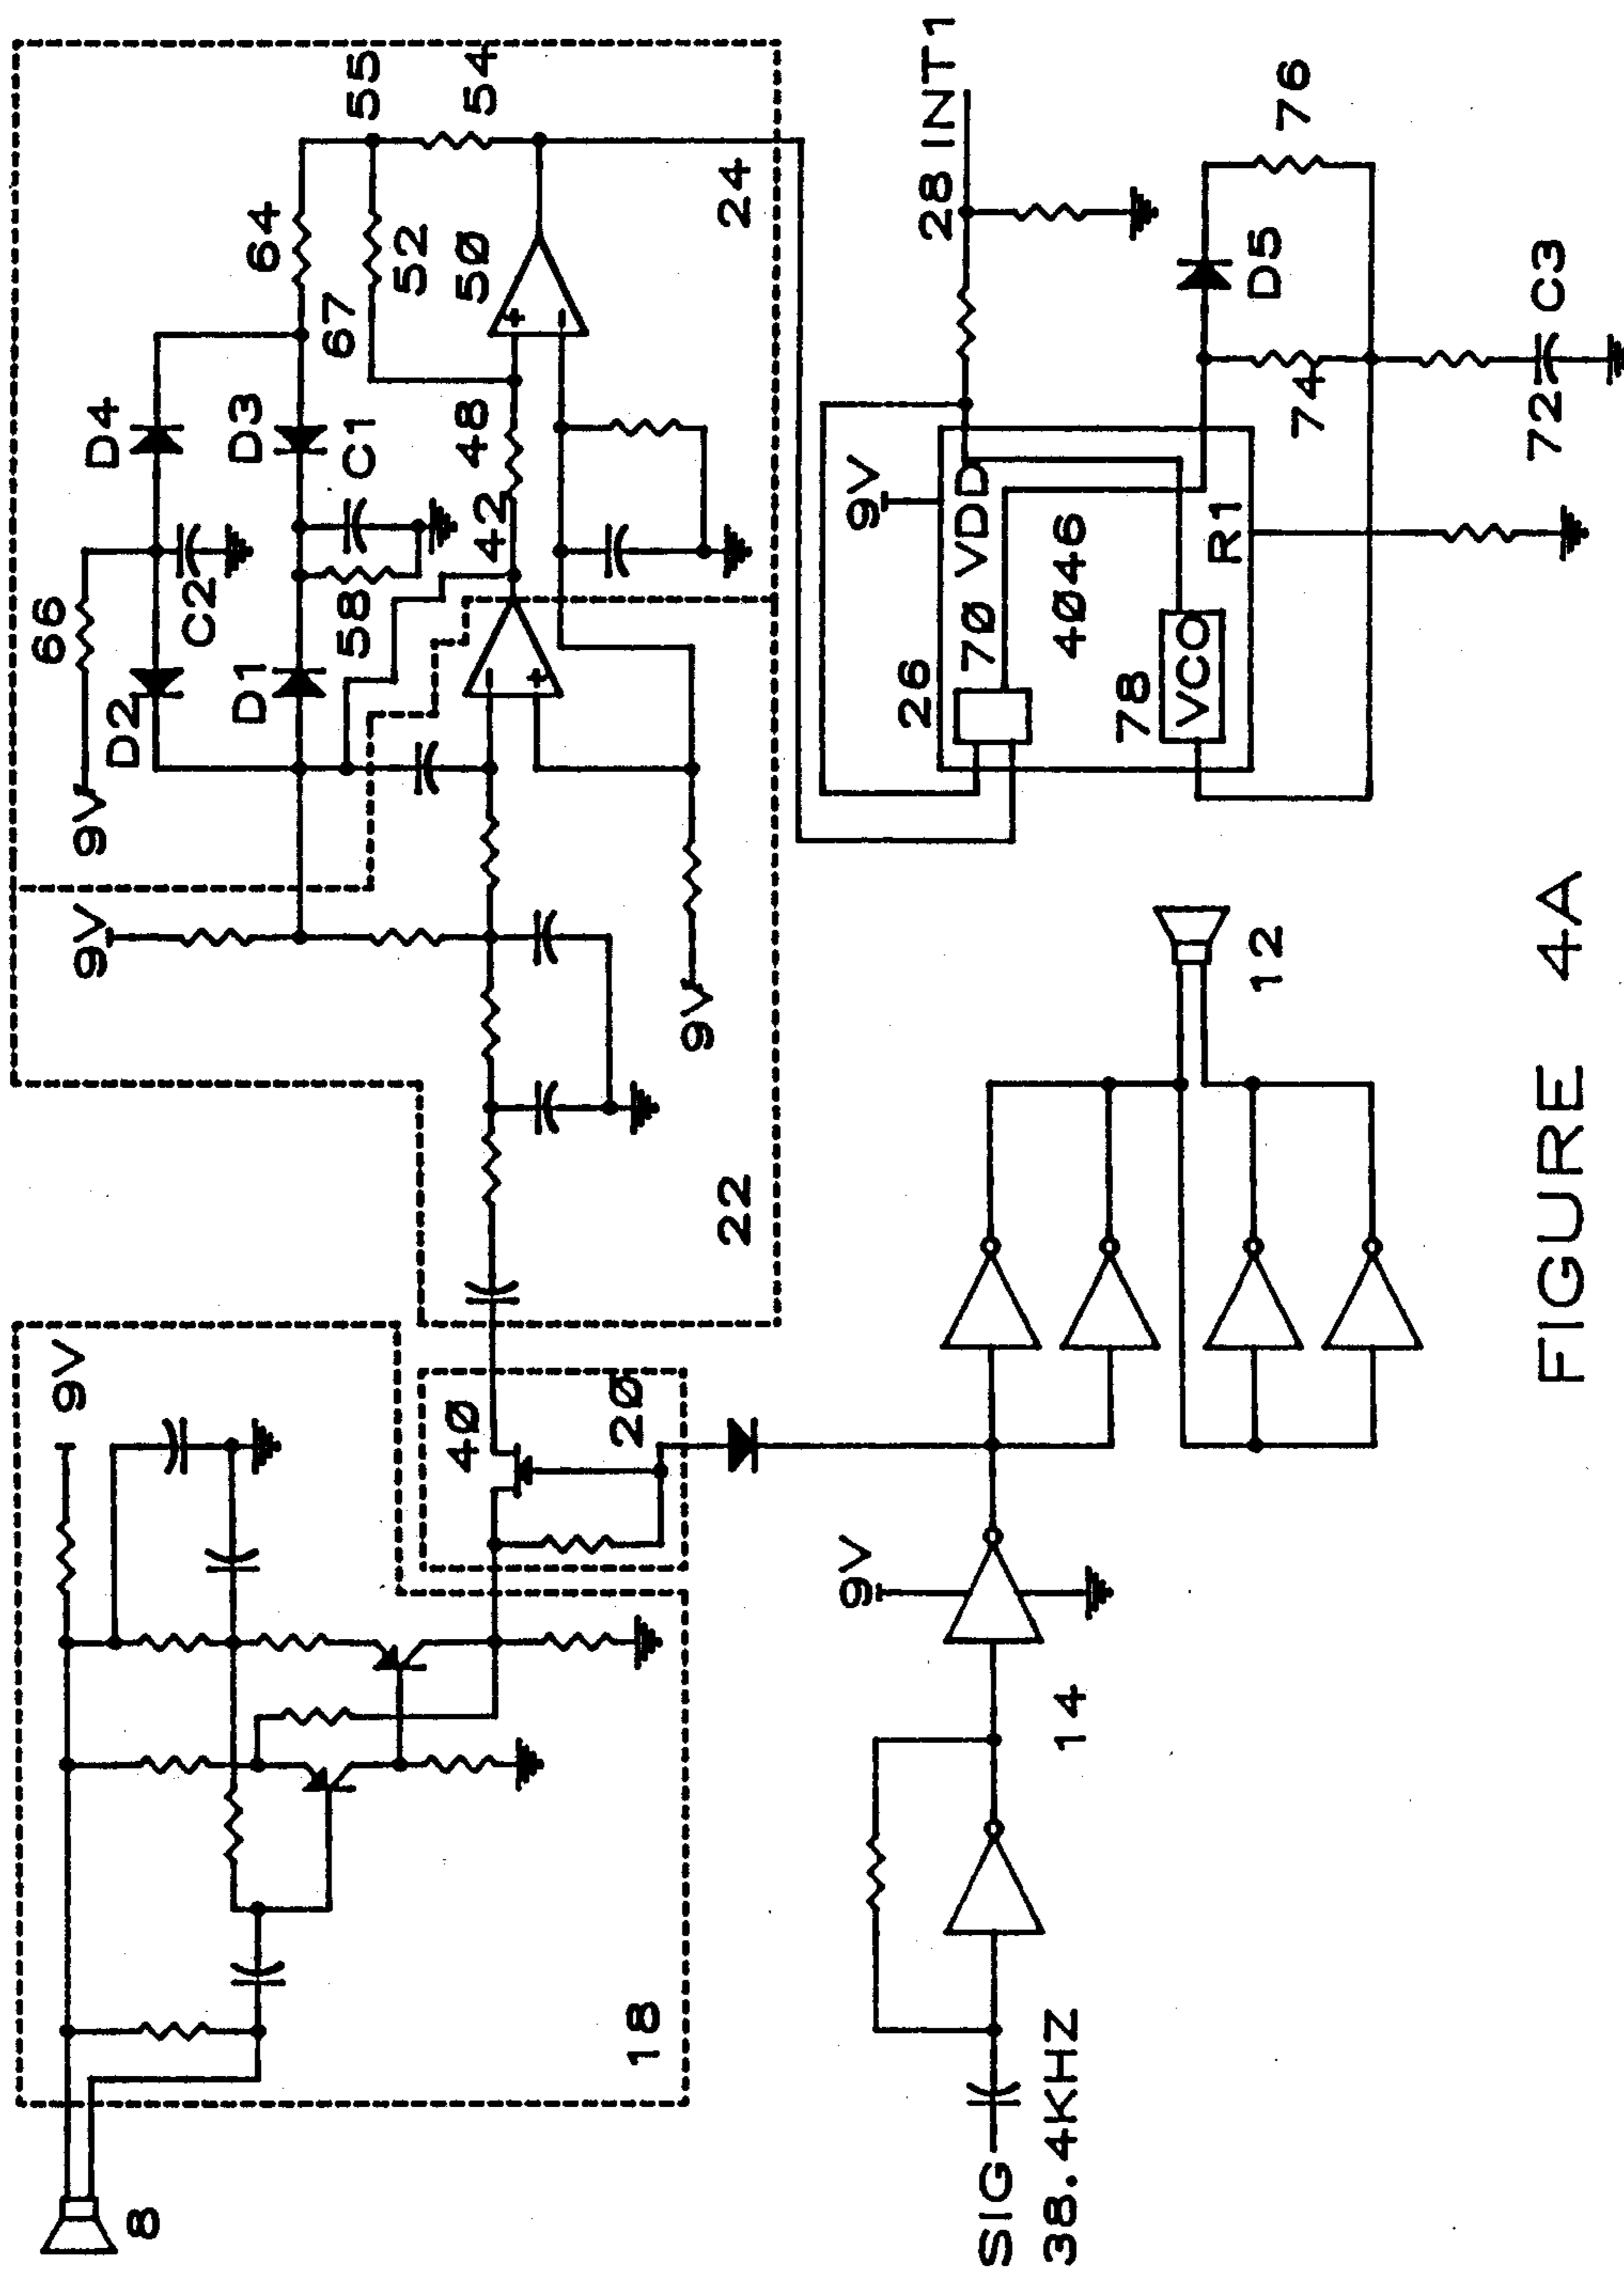 8
9V
18
40
20
22
9V
9V
9V
66
D2
D4
C2
D1
D3
58
C1
67
64
55
52
54
42
48
50
24
SIG
38.4KHZ
14
9V
12
26
9V
VDD
70
4046
78
VCO
R1
28 INT1
D5
74
76
72
C3
FIGURE 4A